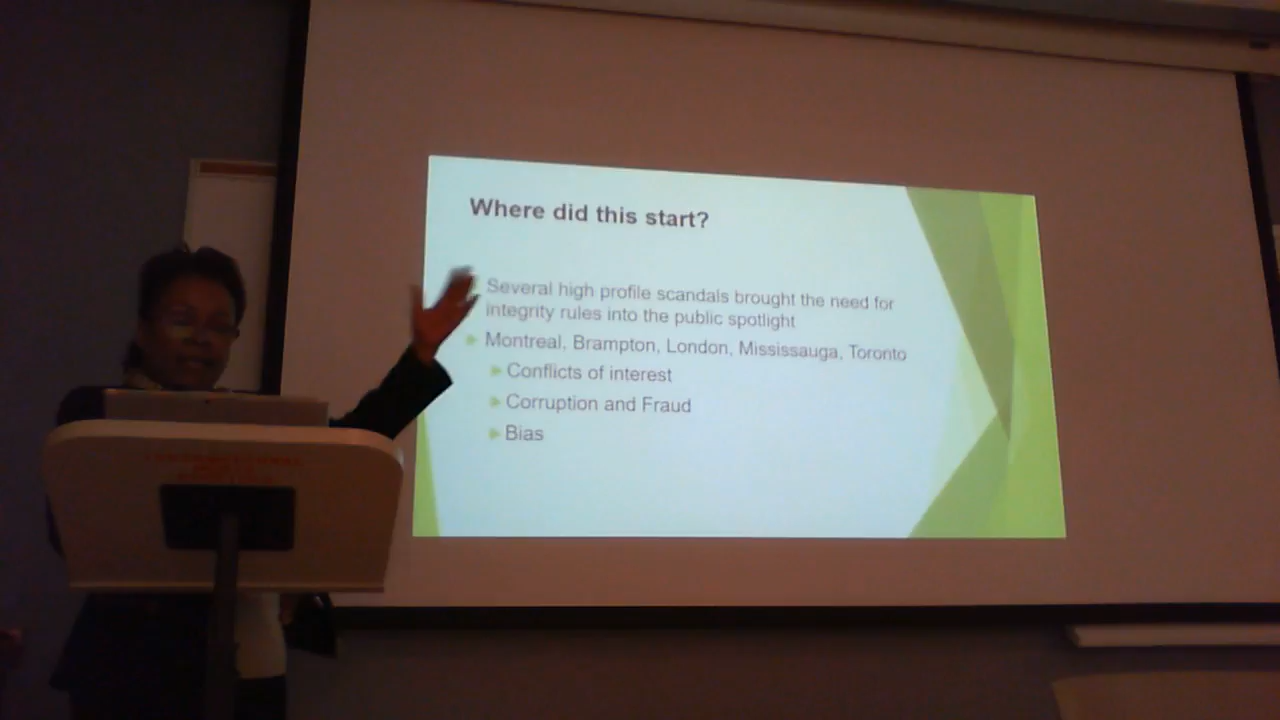 Where did this start?
Several high profile scandals brought the need for
integrity rules into the public spotlight
Montreal, Brampton, London, Mississauga, Toronto
Conflicts of interest
Corruption and Fraud
Bias